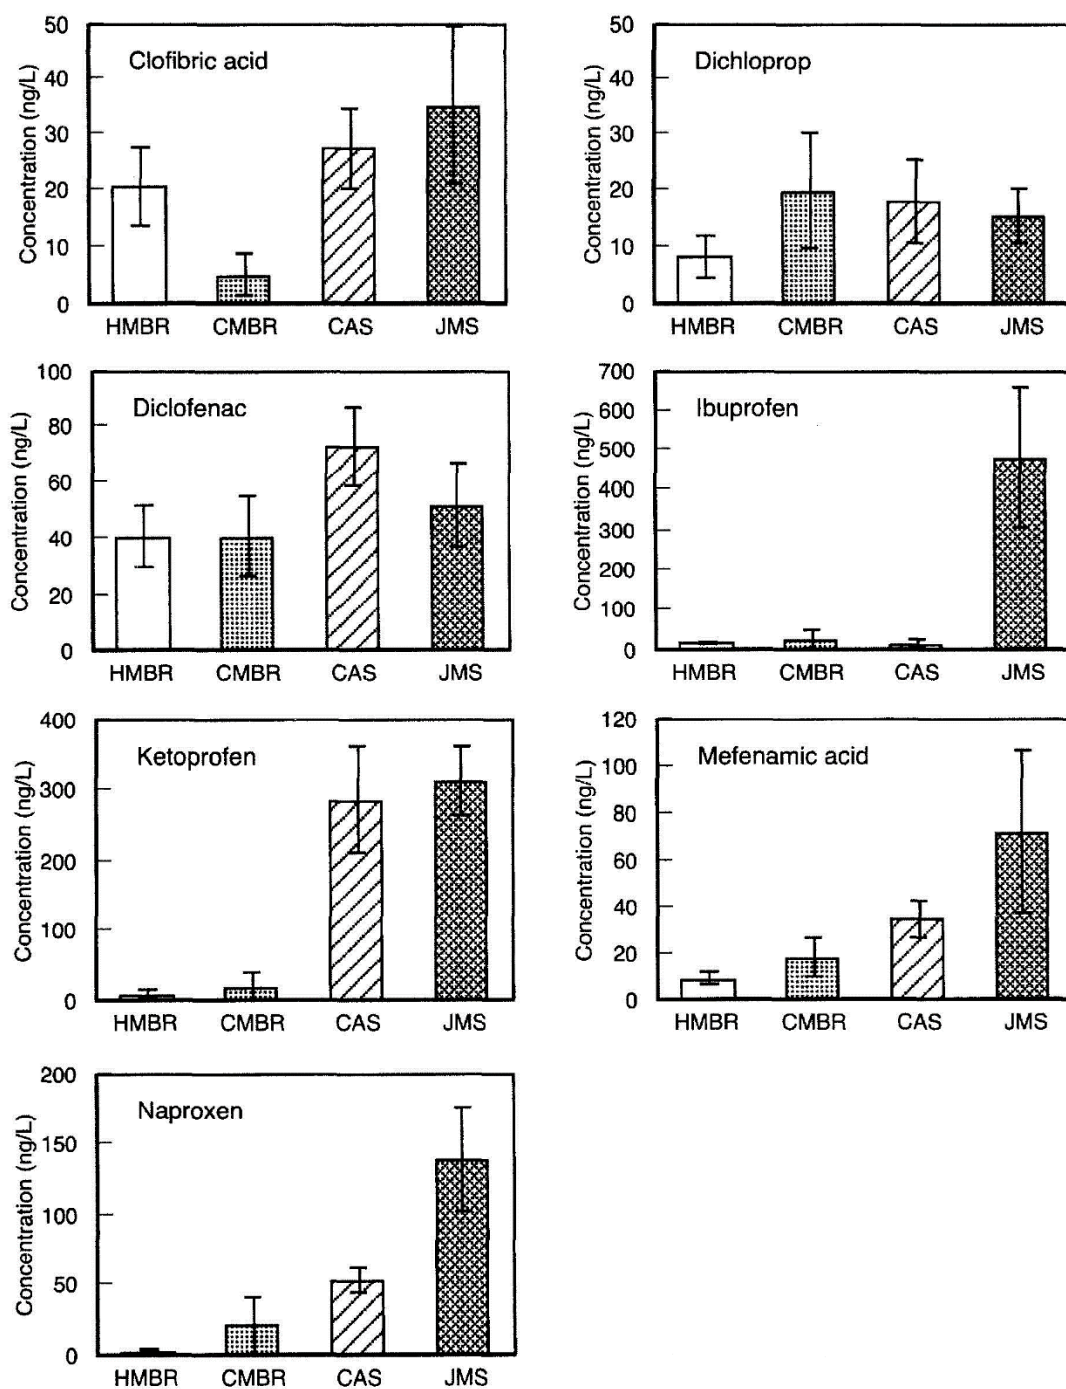 Clofibric acid
Concentration (ng/L)
50
40
30
20
10
0
HMBR CMBR CAS JMS
Dichloprop
Concentration (ng/L)
50
40
30
20
10
0
HMBR CMBR CAS JMS
Diclofenac
Concentration (ng/L)
100
80
60
40
20
0
HMBR CMBR CAS JMS
Ibuprofen
Concentration (ng/L)
700
600
500
400
300
200
100
0
HMBR CMBR CAS JMS
Ketoprofen
Concentration (ng/L)
400
300
200
100
0
HMBR CMBR CAS JMS
Mefenamic acid
Concentration (ng/L)
120
100
80
60
40
20
0
HMBR CMBR CAS JMS
Naproxen
Concentration (ng/L)
200
150
100
50
0
HMBR CMBR CAS JMS